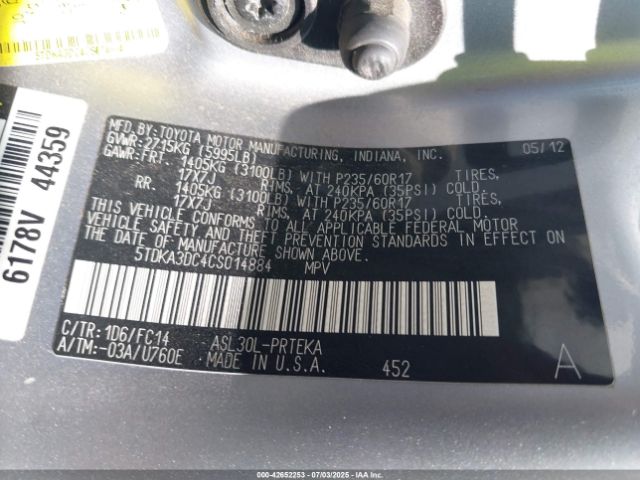 6178V 44359
MFD.BY: TOYOTA MOTOR MANUFACTURING, INDIANA, INC. 05/12
GVWR: 2715KG (5995LB)
GAWR: FRT. 1405KG (3100LB) WITH P235/60R17 TIRES,
17X7J RIMS, AT 240KPA (35PSI) COLD.
RR. 1405KG (3100LB) WITH P235/60R17 TIRES,
17X7J RIMS, AT 240KPA (35PSI) COLD.
THIS VEHICLE CONFORMS TO ALL APPLICABLE FEDERAL MOTOR
VEHICLE SAFETY AND THEFT PREVENTION STANDARDS IN EFFECT ON
THE DATE OF MANUFACTURE SHOWN ABOVE.
5TDKA3DC4CS014884 MPV
C/TR: 1D6/FC14 ASL30L-PRTEKA
A/TM: -03A/U760E MADE IN U.S.A. 452 A
000-42652253 - 07/03/2025 - IAAI.COM